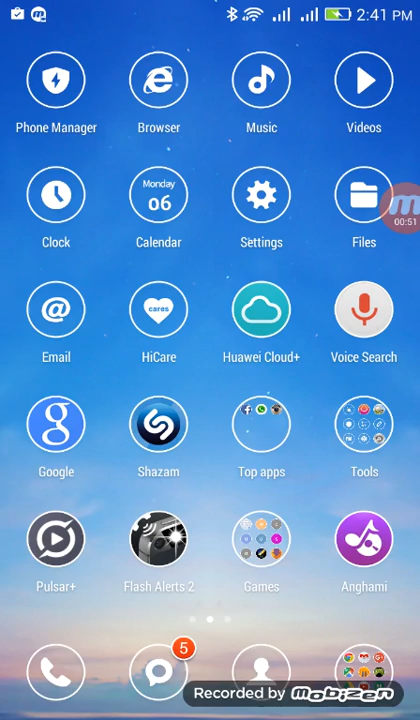 2:41 PM
Phone Manager
Browser
Music
Videos
Monday
06
00:51
Clock
Calendar
Settings
Files
@
cares
Email
HiCare
Huawei Cloud+
Voice Search
g
Google
Shazam
Top apps
Tools
Pulsar+
Flash Alerts 2
Games
Anghami
5
Recorded by mobizen